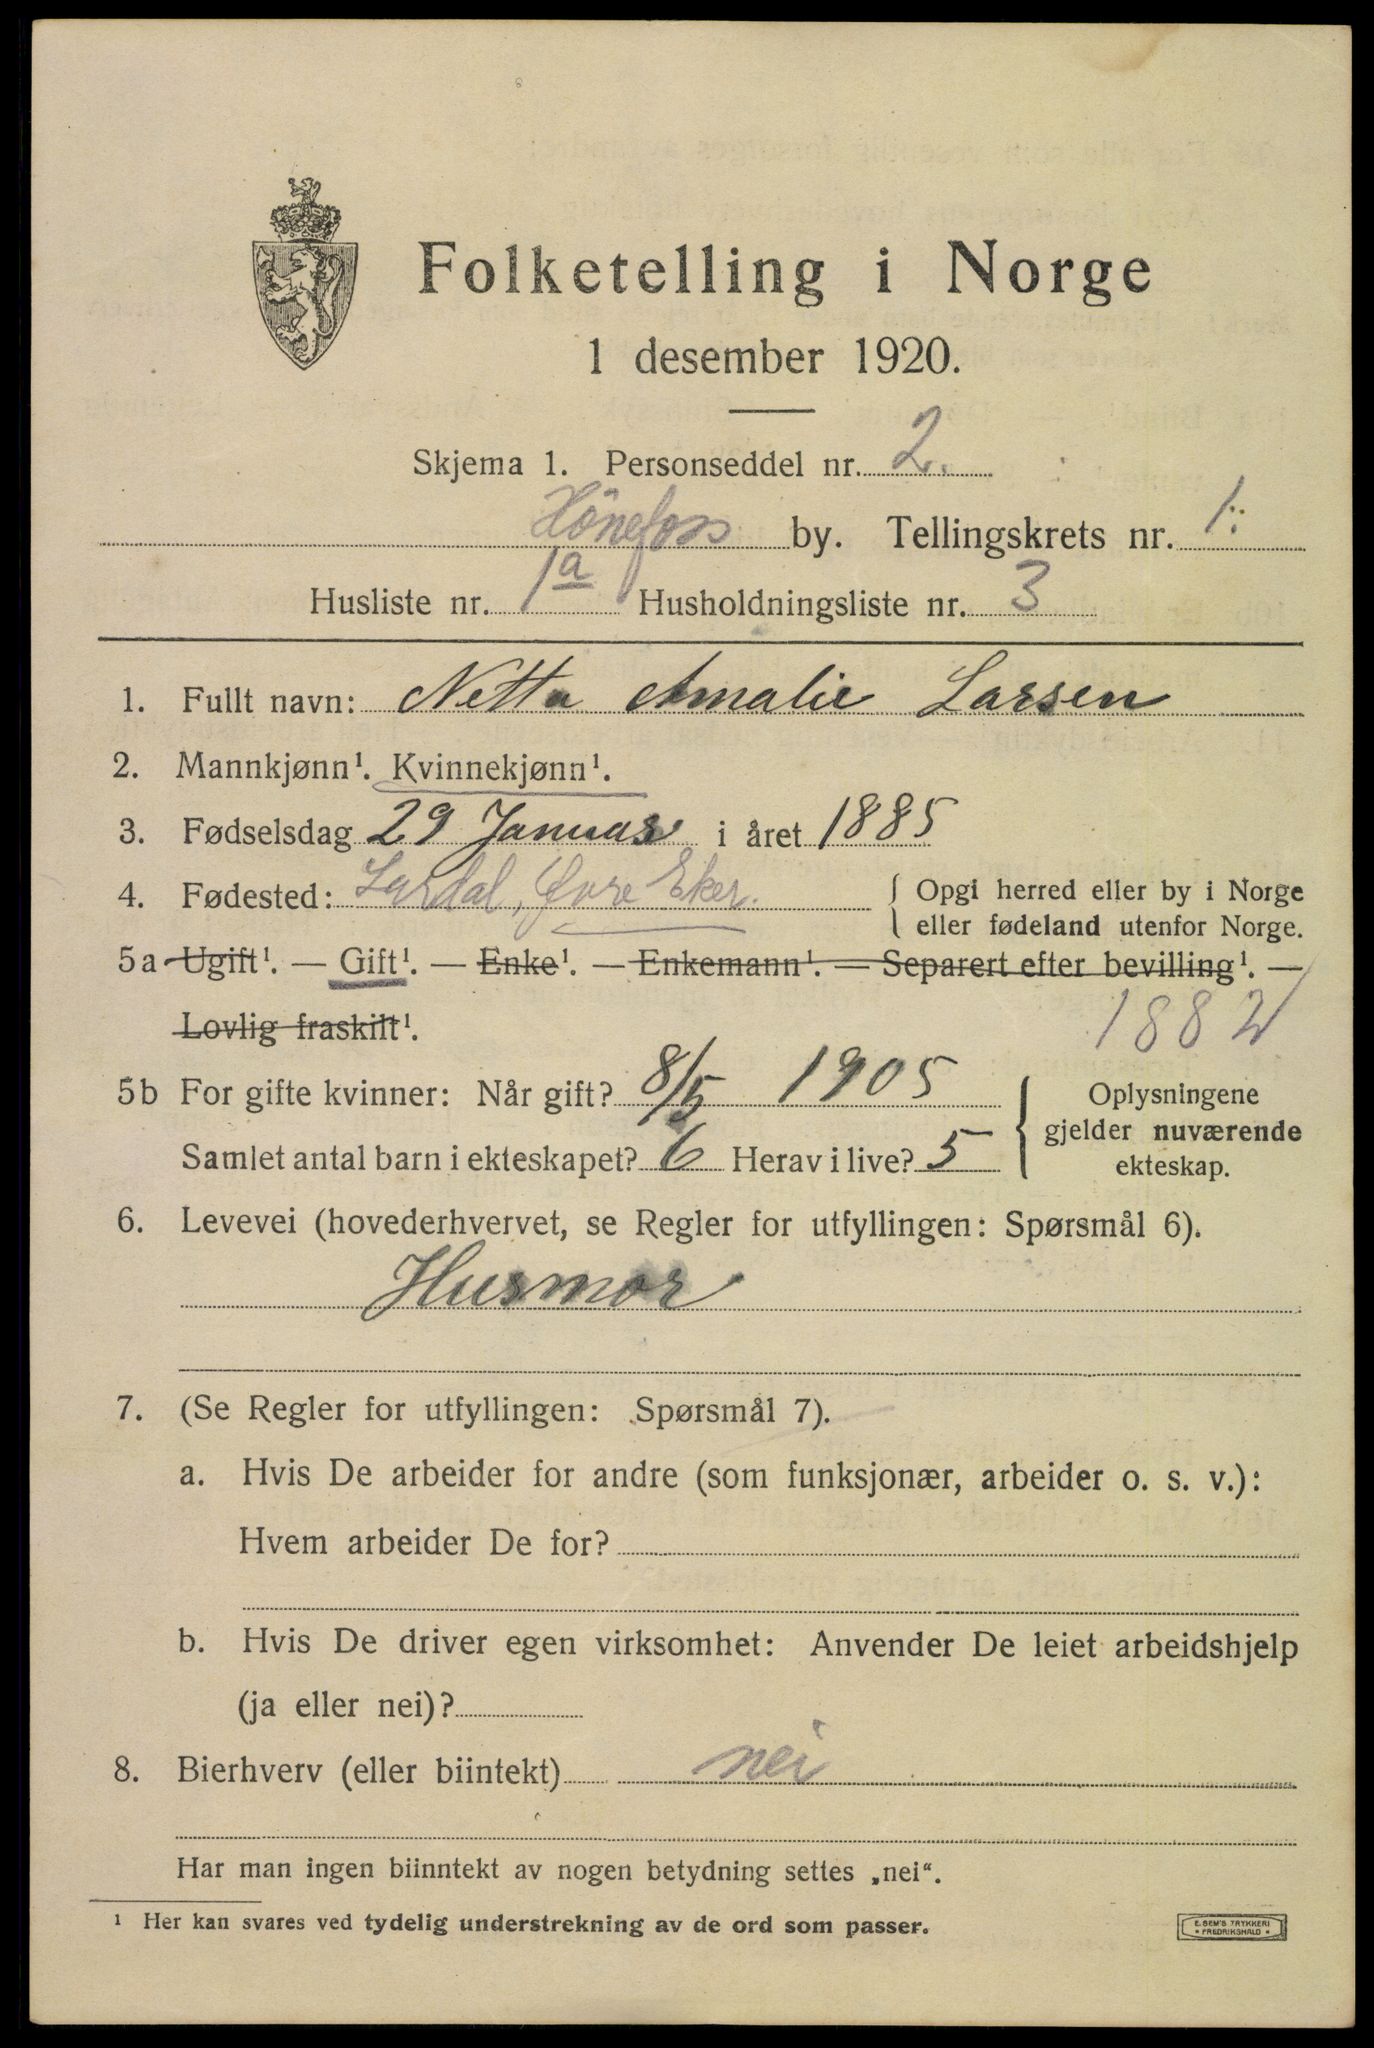 Folketelling i Norge
1 desember 1920.
Skjema 1. Personseddel nr. 2.
Hönefoss by. Tellingskrets nr. 1.
Husliste nr. 1a Husholdningsliste nr. 3
1. Fullt navn: Netta Amalie Larsen
2. Mannkjønn¹. Kvinnekjønn¹.
3. Fødselsdag 29 Januar i året 1885
4. Fødested: Lardal, Øvre Eker. { Opgi herred eller by i Norge
eller fødeland utenfor Norge.
5a Ugift¹. — Gift¹. — Enke¹. — Enkemann¹. — Separert efter bevilling¹. —
Lovlig fraskilt¹. 1882
5b For gifte kvinner: Når gift? 8/5 1905 { Oplysningene
gjelder nuværende
ekteskap.
Samlet antal barn i ekteskapet? 6 Herav i live? 5
6. Levevei (hovederhvervet, se Regler for utfyllingen: Spørsmål 6).
Husmor
7. (Se Regler for utfyllingen: Spørsmål 7).
a. Hvis De arbeider for andre (som funksjonær, arbeider o. s. v.):
Hvem arbeider De for?
b. Hvis De driver egen virksomhet: Anvender De leiet arbeidshjelp
(ja eller nei)?
8. Bierhverv (eller biintekt) nei
Har man ingen biinntekt av nogen betydning settes „nei“.
¹ Her kan svares ved tydelig understrekning av de ord som passer.
E. SEM'S TRYKKERI
* FREDRIKSHALD *